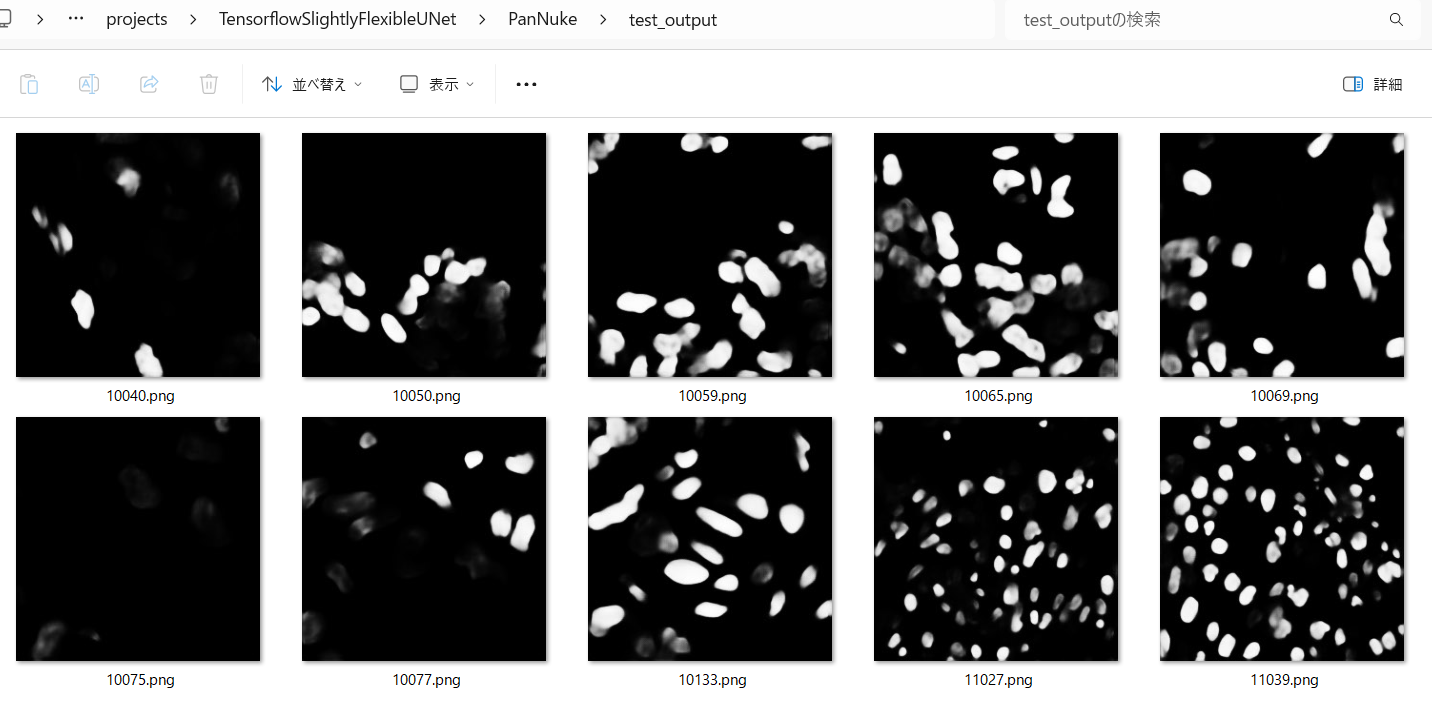 … projects TensorflowSlightlyFlexibleUNet PanNuke test_output test_outputの検索
並べ替え 表示 詳細
10040.png 10050.png 10059.png 10065.png 10069.png
10075.png 10077.png 10133.png 11027.png 11039.png